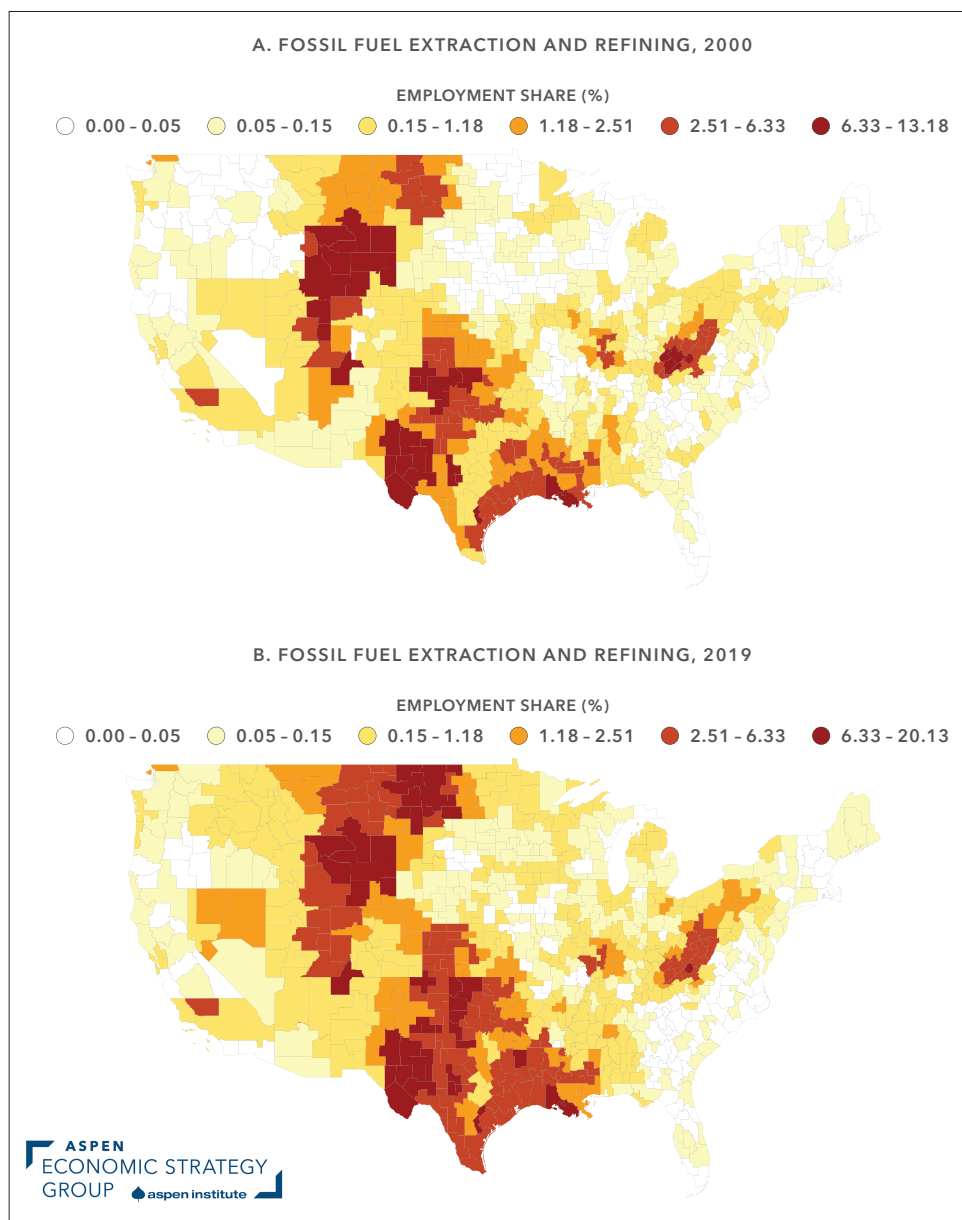 A. FOSSIL FUEL EXTRACTION AND REFINING, 2000
EMPLOYMENT SHARE (%)
0.00 – 0.05 0.05 – 0.15 0.15 – 1.18 1.18 – 2.51 2.51 – 6.33 6.33 – 13.18
B. FOSSIL FUEL EXTRACTION AND REFINING, 2019
EMPLOYMENT SHARE (%)
0.00 – 0.05 0.05 – 0.15 0.15 – 1.18 1.18 – 2.51 2.51 – 6.33 6.33 – 20.13
ASPEN
ECONOMIC STRATEGY
GROUP aspen institute